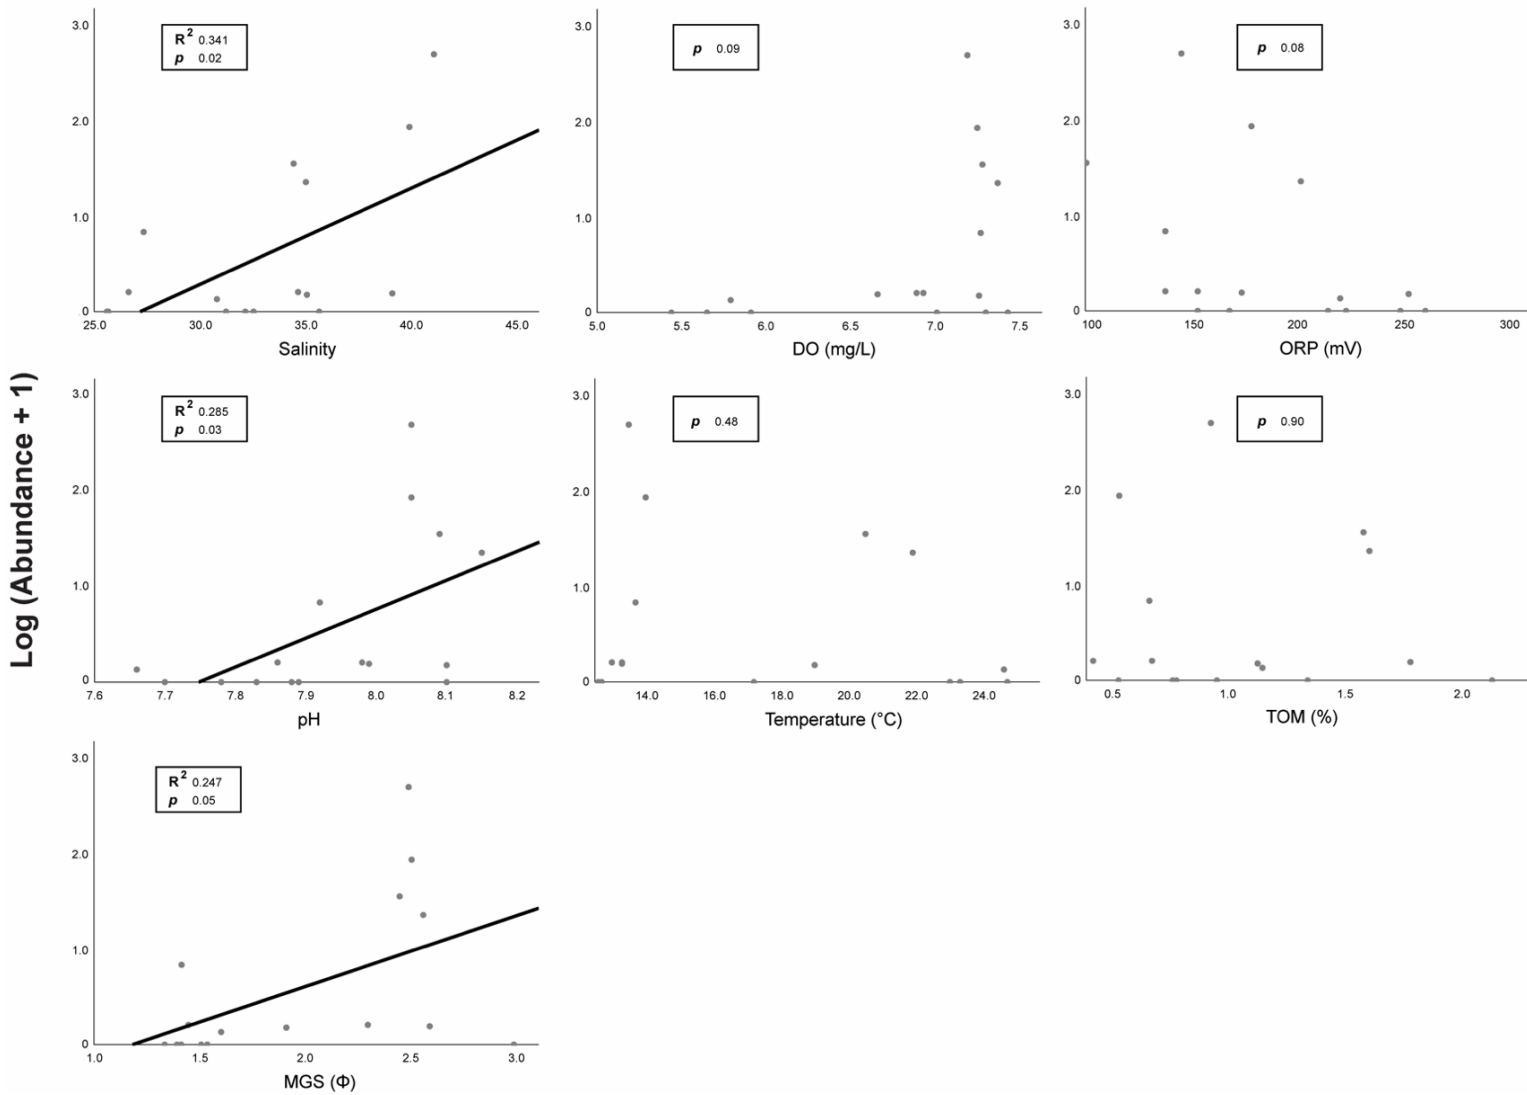 Log (Abundance + 1)
3.0
2.0
1.0
0
R² 0.341
p 0.02
25.0 30.0 35.0 40.0 45.0
Salinity
3.0
2.0
1.0
0
p 0.09
5.0 5.5 6.0 6.5 7.0 7.5
DO (mg/L)
3.0
2.0
1.0
0
p 0.08
100 150 200 250 300
ORP (mV)
3.0
2.0
1.0
0
R² 0.285
p 0.03
7.6 7.7 7.8 7.9 8.0 8.1 8.2
pH
3.0
2.0
1.0
0
p 0.48
14.0 16.0 18.0 20.0 22.0 24.0
Temperature (°C)
3.0
2.0
1.0
0
p 0.90
0.5 1.0 1.5 2.0
TOM (%)
3.0
2.0
1.0
0
R² 0.247
p 0.05
1.0 1.5 2.0 2.5 3.0
MGS (Φ)